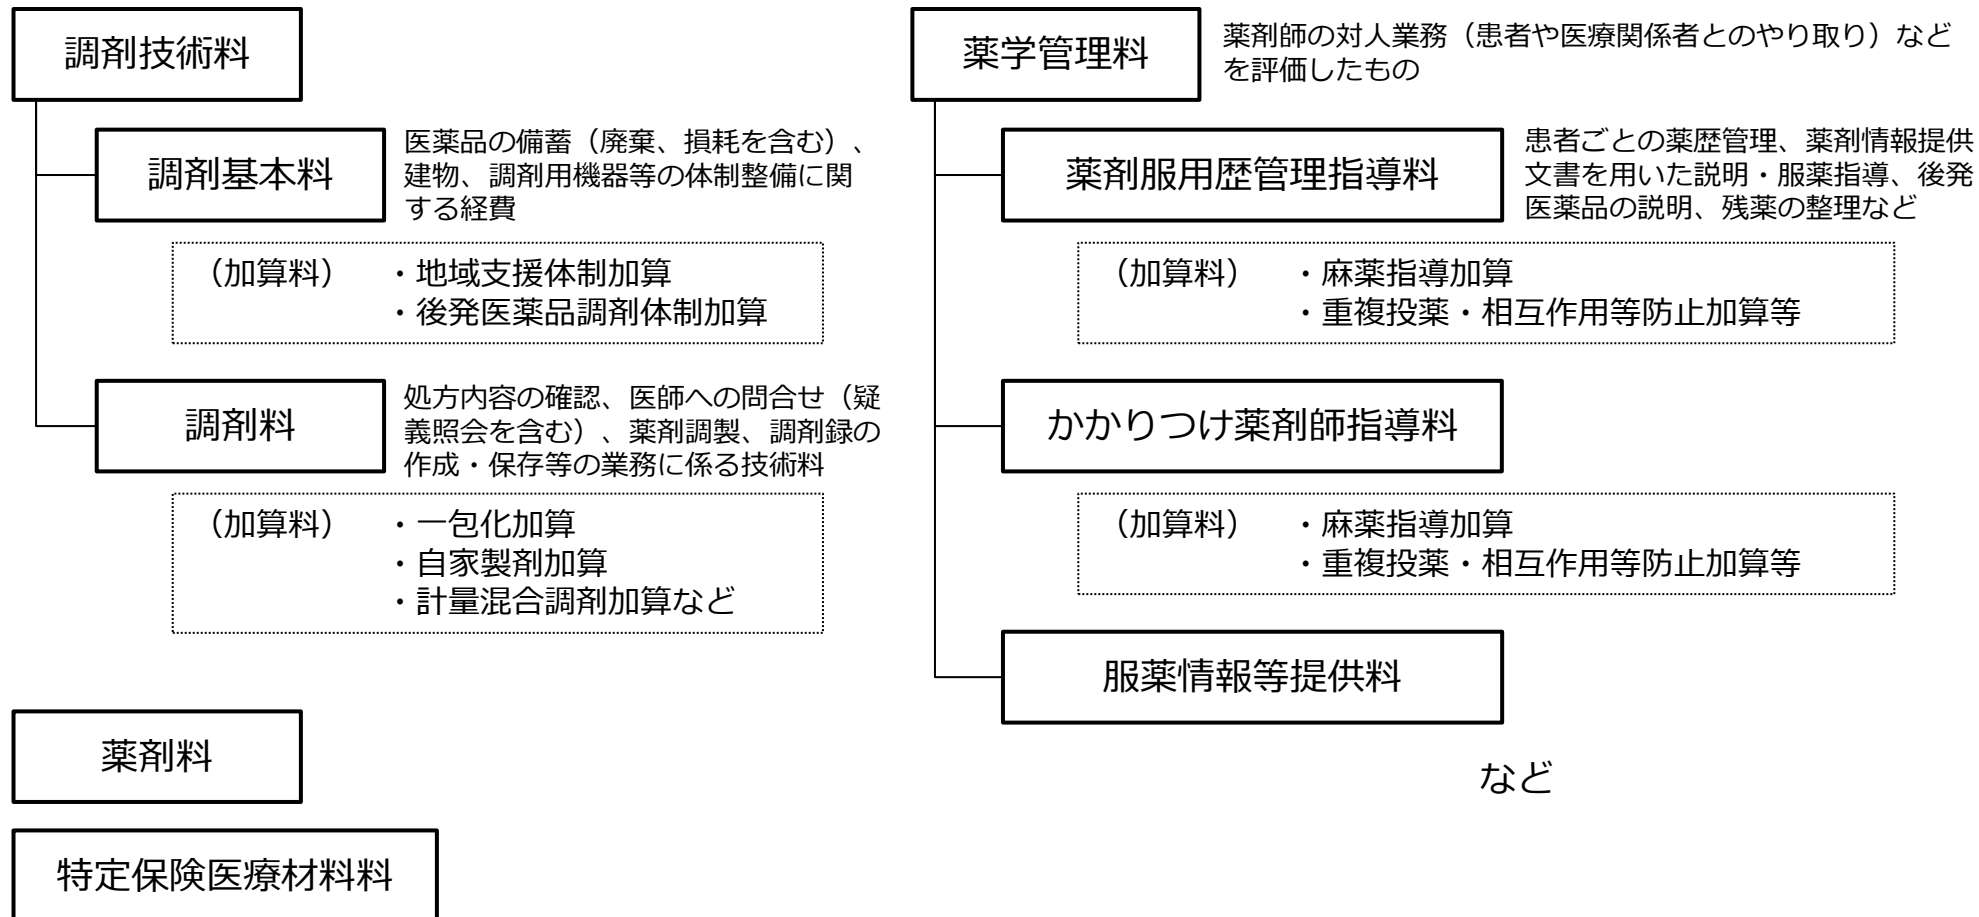 調剤技術料
調剤基本料
医薬品の備蓄（廃棄、損耗を含む）、
建物、調剤用機器等の体制整備に関
する経費
（加算料）　・地域支援体制加算
・後発医薬品調剤体制加算
調剤料
処方内容の確認、医師への問合せ（疑
義照会を含む）、薬剤調製、調剤録の
作成・保存等の業務に係る技術料
（加算料）　・一包化加算
・自家製剤加算
・計量混合調剤加算など
薬剤料
特定保険医療材料料
薬学管理料
薬剤師の対人業務（患者や医療関係者とのやり取り）など
を評価したもの
薬剤服用歴管理指導料
患者ごとの薬歴管理、薬剤情報提供
文書を用いた説明・服薬指導、後発
医薬品の説明、残薬の整理など
（加算料）　・麻薬指導加算
・重複投薬・相互作用等防止加算等
かかりつけ薬剤師指導料
（加算料）　・麻薬指導加算
・重複投薬・相互作用等防止加算等
服薬情報等提供料
など